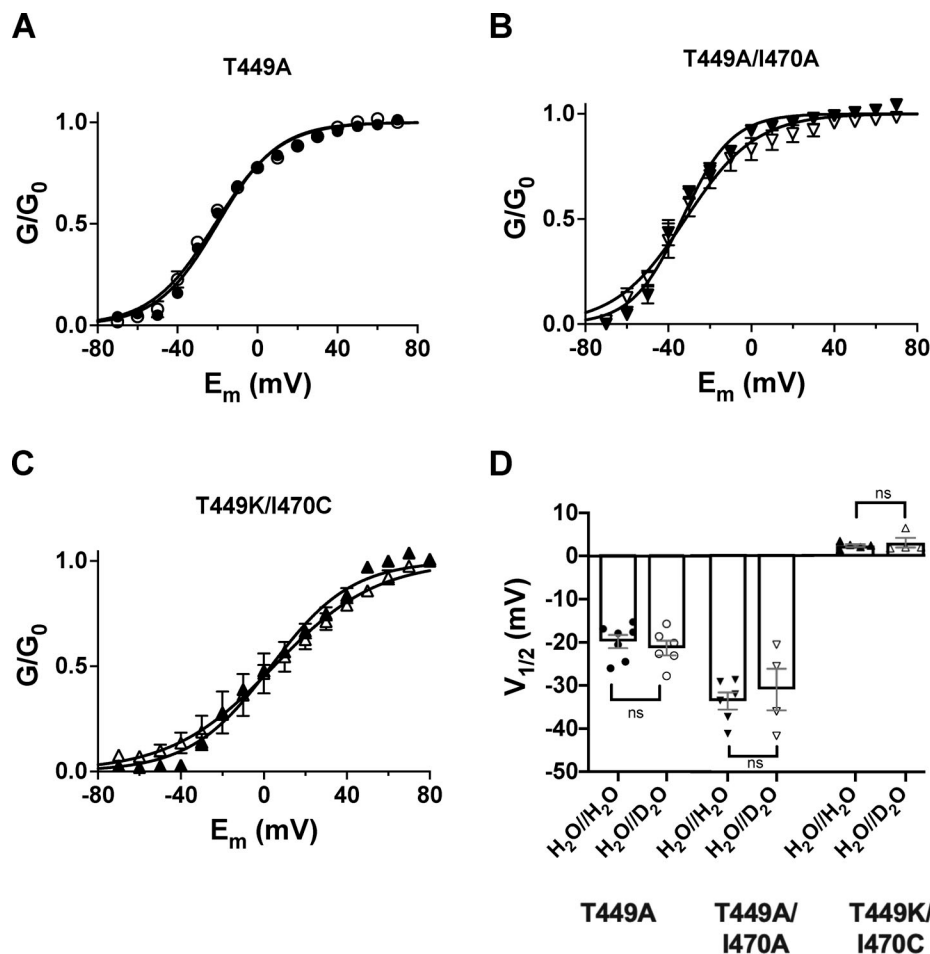 A
T449A
G/G₀
1.0
0.5
0.0
-80 -40 0 40 80
Eₘ (mV)
B
T449A/I470A
G/G₀
1.0
0.5
0.0
-80 -40 0 40 80
Eₘ (mV)
C
T449K/I470C
G/G₀
1.0
0.5
0.0
-80 -40 0 40 80
Eₘ (mV)
D
V₁/₂ (mV)
10
0
-10
-20
-30
-40
-50
ns
ns
ns
H₂O//H₂O
H₂O//D₂O
H₂O//H₂O
H₂O//D₂O
H₂O//H₂O
H₂O//D₂O
T449A
T449A/
I470A
T449K/
I470C